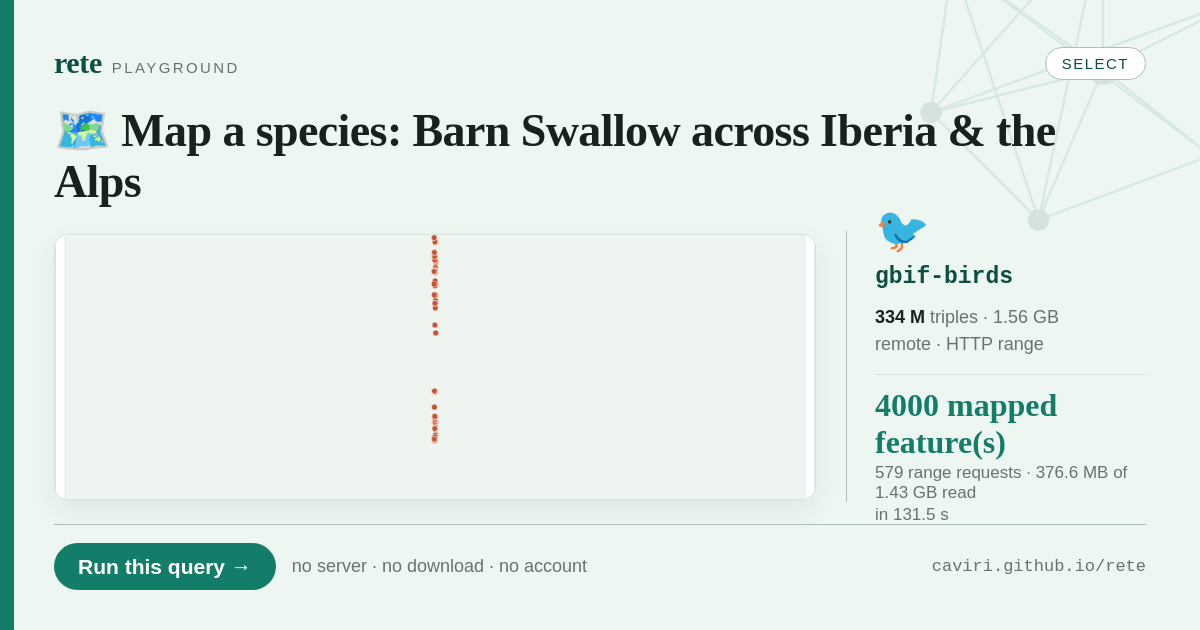 rete PLAYGROUND
SELECT
Map a species: Barn Swallow across Iberia & the
Alps
gbif-birds
334 M triples · 1.56 GB
remote · HTTP range
4000 mapped
feature(s)
579 range requests · 376.6 MB of
1.43 GB read
in 131.5 s
Run this query →
no server · no download · no account
caviri.github.io/rete